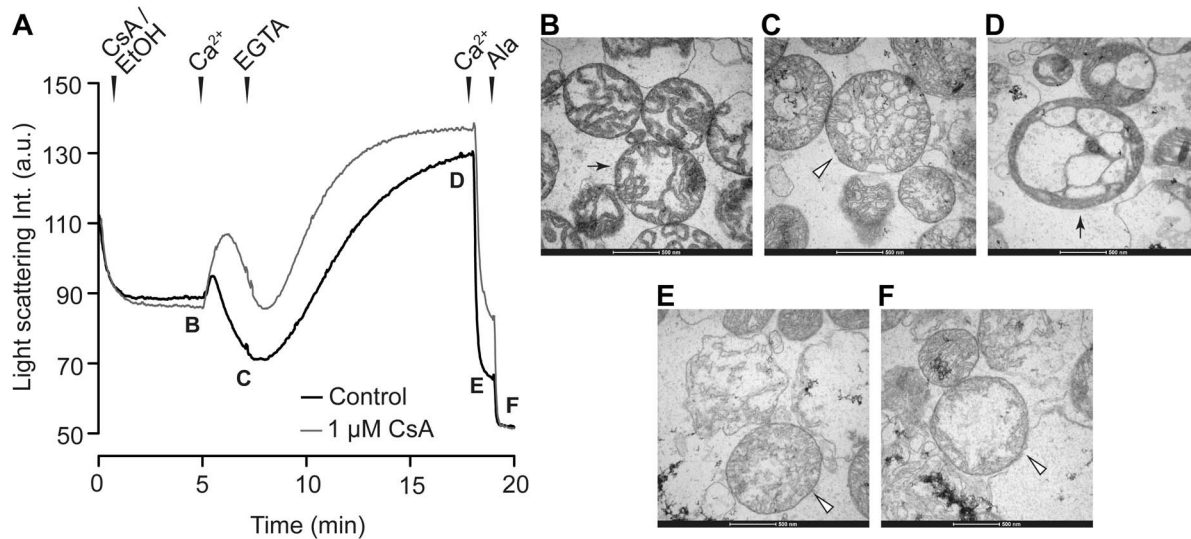 A
CsA / EtOH
Ca²⁺
EGTA
Ca²⁺
Ala
Light scattering Int. (a.u.)
150
130
110
90
70
50
B
C
D
E
F
Control
1 µM CsA
0
5
10
15
20
Time (min)
B
500 nm
C
500 nm
D
500 nm
E
500 nm
F
500 nm